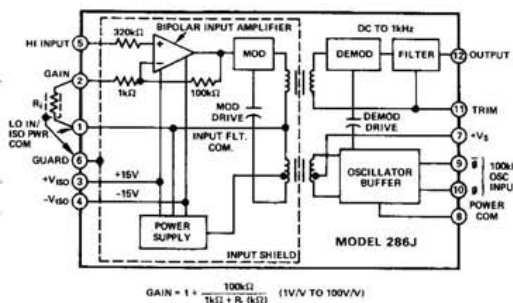 BIPOLAR INPUT AMPLIFIER
DC TO 1kHz
HI INPUT 5
320kΩ
MOD
DEMOD
FILTER
12 OUTPUT
GAIN 2
1kΩ
100kΩ
MOD DRIVE
DEMOD DRIVE
11 TRIM
7 +VS
LO IN/ ISO PWR COM 1
INPUT FLT. COM.
GUARD 6
+VISO 3
+15V
-VISO 4
-15V
POWER SUPPLY
OSCILLATOR BUFFER
9
10
OSC INPUT
8 POWER COM
INPUT SHIELD
MODEL 286J
GAIN = 1 + 100kΩ / 1kΩ + Ri (kΩ) (1V/V TO 100V/V)